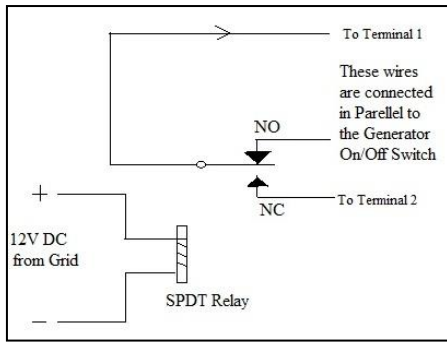 To Terminal 1
These wires
are connected
in Parellel to
the Generator
On/Off Switch
NO
NC
To Terminal 2
+
12V DC
from Grid
—
SPDT Relay